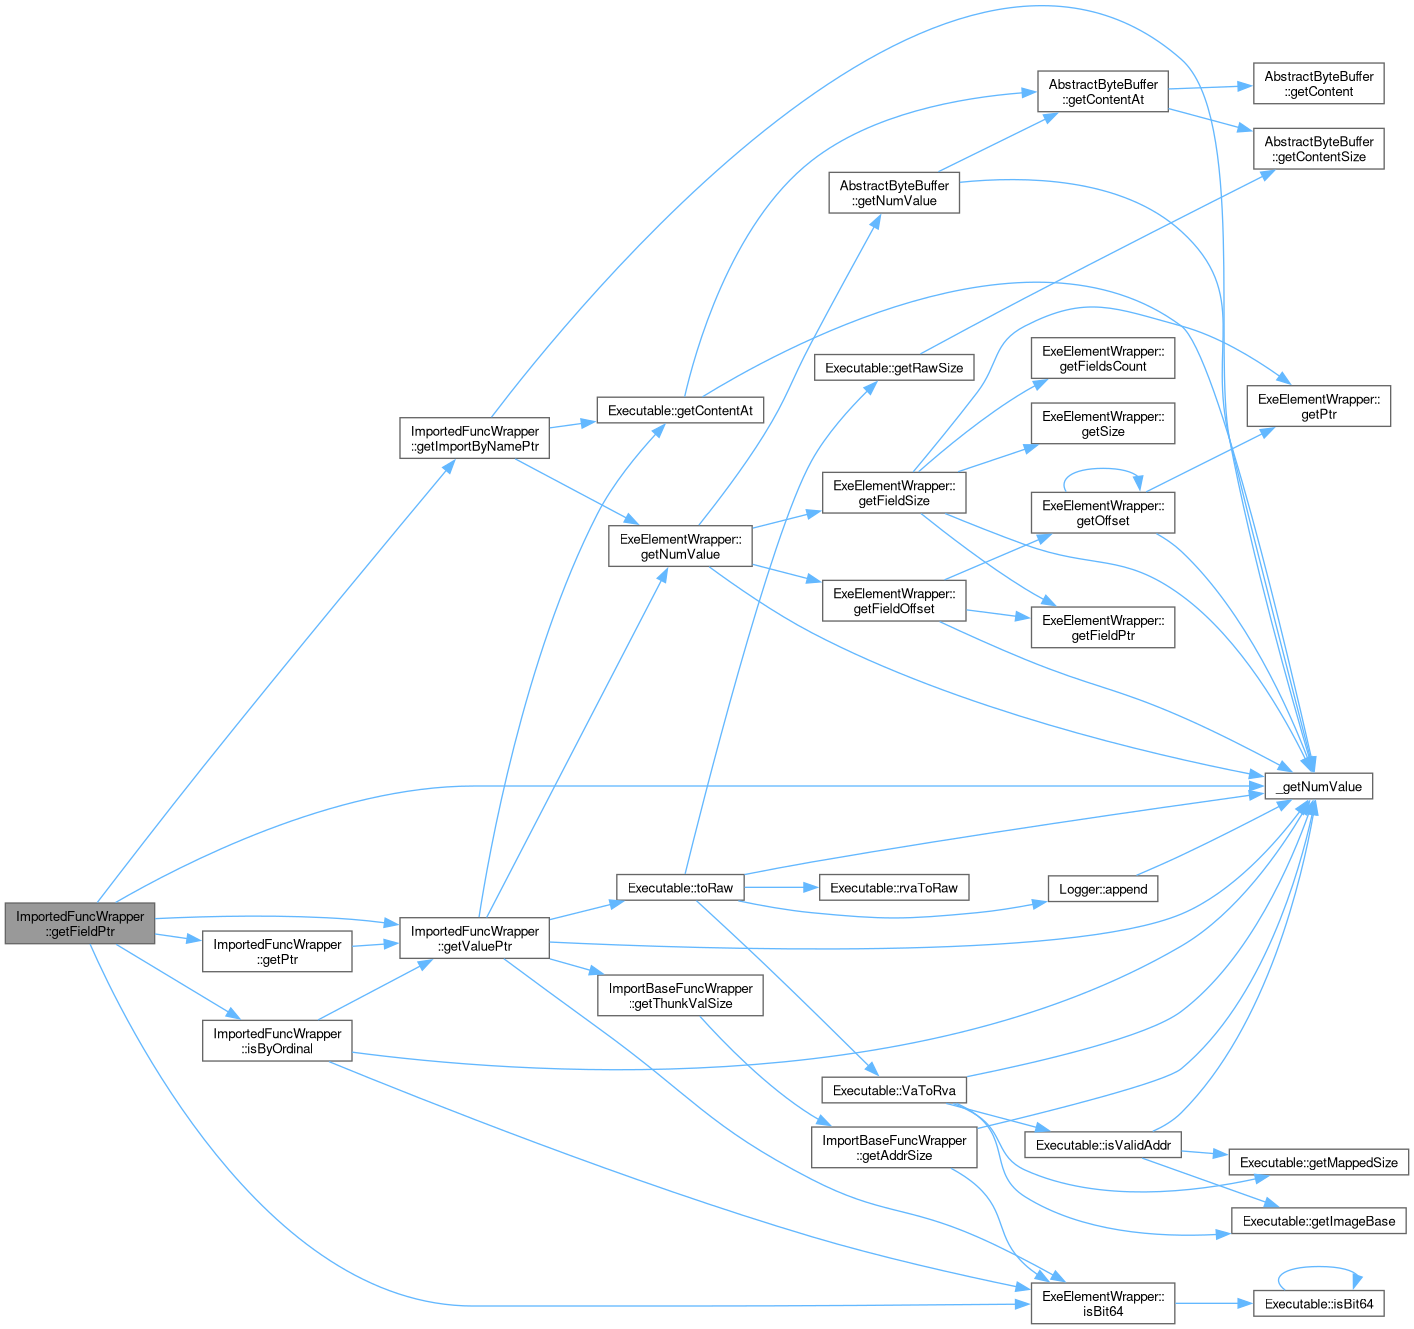 AbstractByteBuffer
::getContentAt
AbstractByteBuffer
::getContent
AbstractByteBuffer
::getContentSize
AbstractByteBuffer
::getNumValue
Executable::getRawSize
ExeElementWrapper::
getFieldsCount
ExeElementWrapper::
getPtr
Executable::getContentAt
ImportedFuncWrapper
::getImportByNamePtr
ExeElementWrapper::
getSize
ExeElementWrapper::
getFieldSize
ExeElementWrapper::
getOffset
ExeElementWrapper::
getNumValue
ExeElementWrapper::
getFieldOffset
ExeElementWrapper::
getFieldPtr
_getNumValue
Executable::toRaw
Executable::rvaToRaw
Logger::append
ImportedFuncWrapper
::getFieldPtr
ImportedFuncWrapper
::getPtr
ImportedFuncWrapper
::getValuePtr
ImportBaseFuncWrapper
::getThunkValSize
ImportedFuncWrapper
::isByOrdinal
Executable::VaToRva
ImportBaseFuncWrapper
::getAddrSize
Executable::isValidAddr
Executable::getMappedSize
Executable::getImageBase
ExeElementWrapper::
isBit64
Executable::isBit64